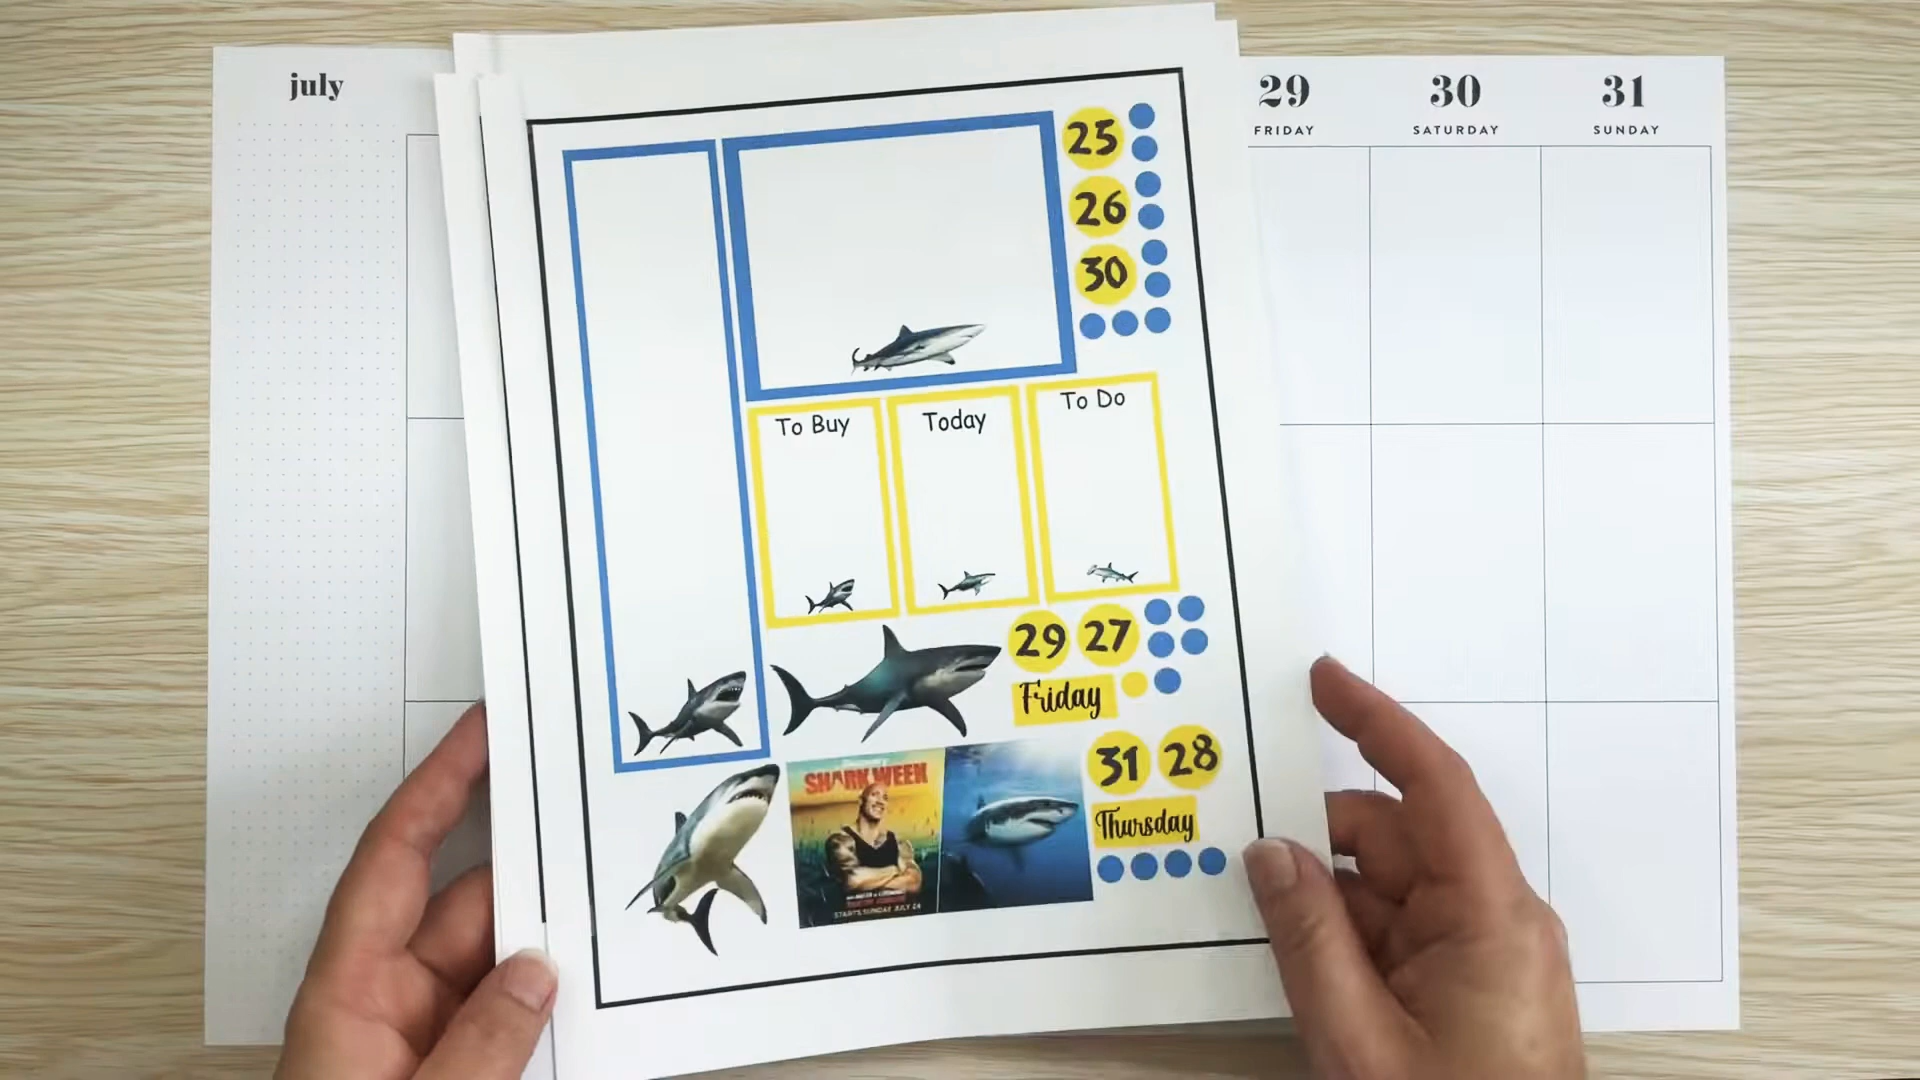 july
29
FRIDAY
30
SATURDAY
31
SUNDAY
25
26
30
To Buy
Today
To Do
29 27
Friday
31 28
Thursday
SHARK WEEK
STARTS SUNDAY JULY 24